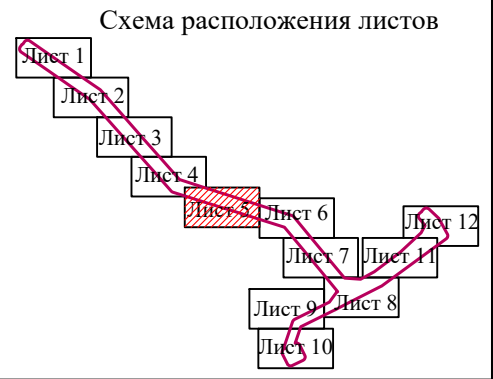 Схема расположения листов
Лист 1
Лист 2
Лист 3
Лист 4
Лист 5
Лист 6
Лист 7
Лист 8
Лист 9
Лист 10
Лист 11
Лист 12